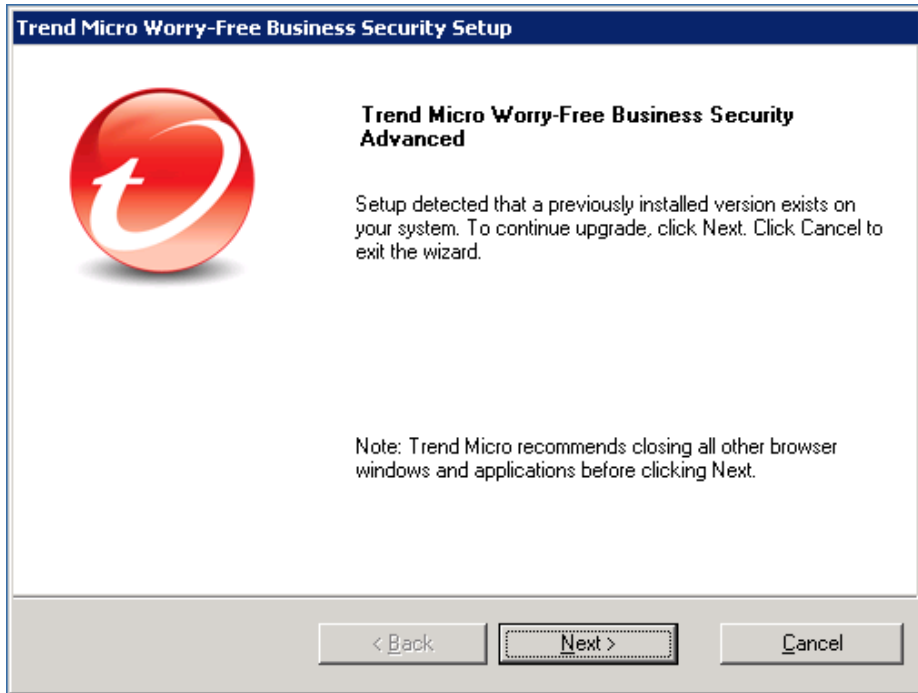 Trend Micro Worry-Free Business Security Setup
Trend Micro Worry-Free Business Security
Advanced
Setup detected that a previously installed version exists on
your system. To continue upgrade, click Next. Click Cancel to
exit the wizard.
Note: Trend Micro recommends closing all other browser
windows and applications before clicking Next.
< Back
Next >
Cancel